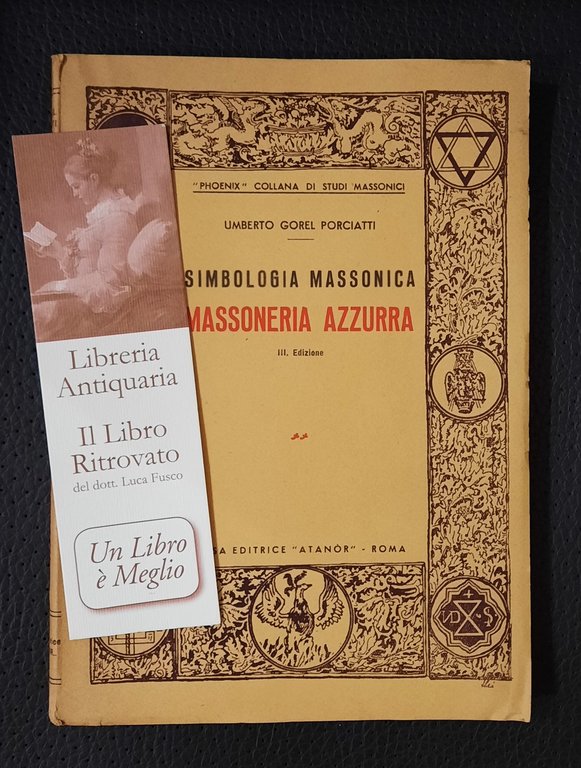 "PHOENIX" COLLANA DI STUDI MASSONICI
UMBERTO GOREL PORCIATTI
SIMBOLOGIA MASSONICA
MASSONERIA AZZURRA
III. Edizione
SA EDITRICE "ATANÒR" - ROMA
Libreria
Antiquaria
Il Libro
Ritrovato
del dott. Luca Fusco
Un Libro
è Meglio